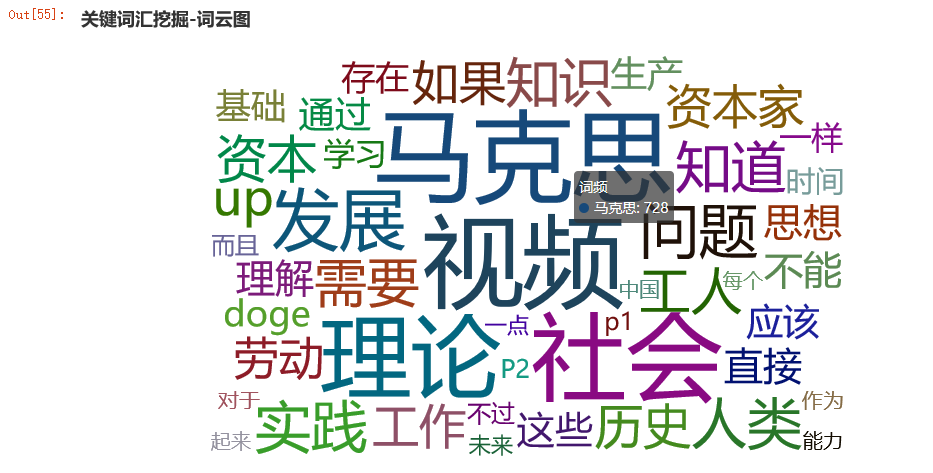 Out[55]:
关键词汇挖掘-词云图
存在
如果
知识
生产
基础
通过
资本家
马克思
资本
学习
知道
一样
词频
马克思: 728
时间
up
发展
视频
问题
思想
而且
理解
需要
中国
工人
每个
不能
doge
一点
p1
应该
劳动
理论
P2
社会
直接
对于
实践
工作
不过
这些
历史
人类
作为
起来
未来
能力